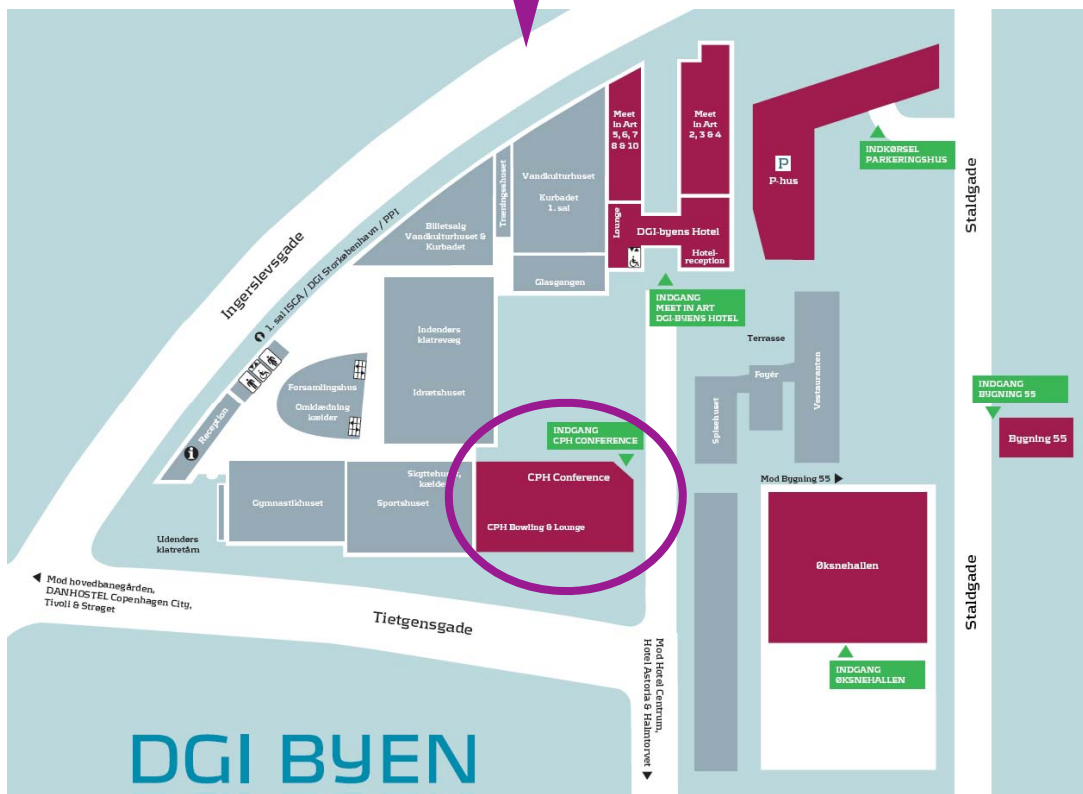 Meet
in Art
5, 6, 7
8 & 10
Meet
in Art
2, 3 & 4
INDKØRSEL
PARKERINGSHUS
P
P-hus
Staldgade
Træningshuset
Vandkulturhuset
Kurbadet
1. sal
Billetsalg
Vandkulturhuset &
Kurbadet
Lounge
DGI-byens Hotel
Hotel-
reception
Glasgangen
INDGANG
MEET IN ART
DGI-BYENS HOTEL
Ingerslevsgade
1. sal ISCA / DGI Storkøbenhavn / PPI
Indendørs
klatrevæg
Idrætshuset
Terrasse
Foyér
Vestauranten
Spisehuset
Forsamlingshus
Omklædning
kælder
i Reception
INDGANG
BYGNING 55
Bygning 55
INDGANG
CPH CONFERENCE
CPH Conference
CPH Bowling & Lounge
Skyttehuset,
kælder
Sportshuset
Gymnastikhuset
Mod Bygning 55
Udendørs
klatretårn
Øksnehallen
Staldgade
Mod hovedbanegården,
DANHOSTEL Copenhagen City,
Tivoli & Strøget
Tietgensgade
Mod Hotel Centrum,
Hotel Astoria & Halmtorvet
INDGANG
ØKSNEHALLEN
DGI BYEN